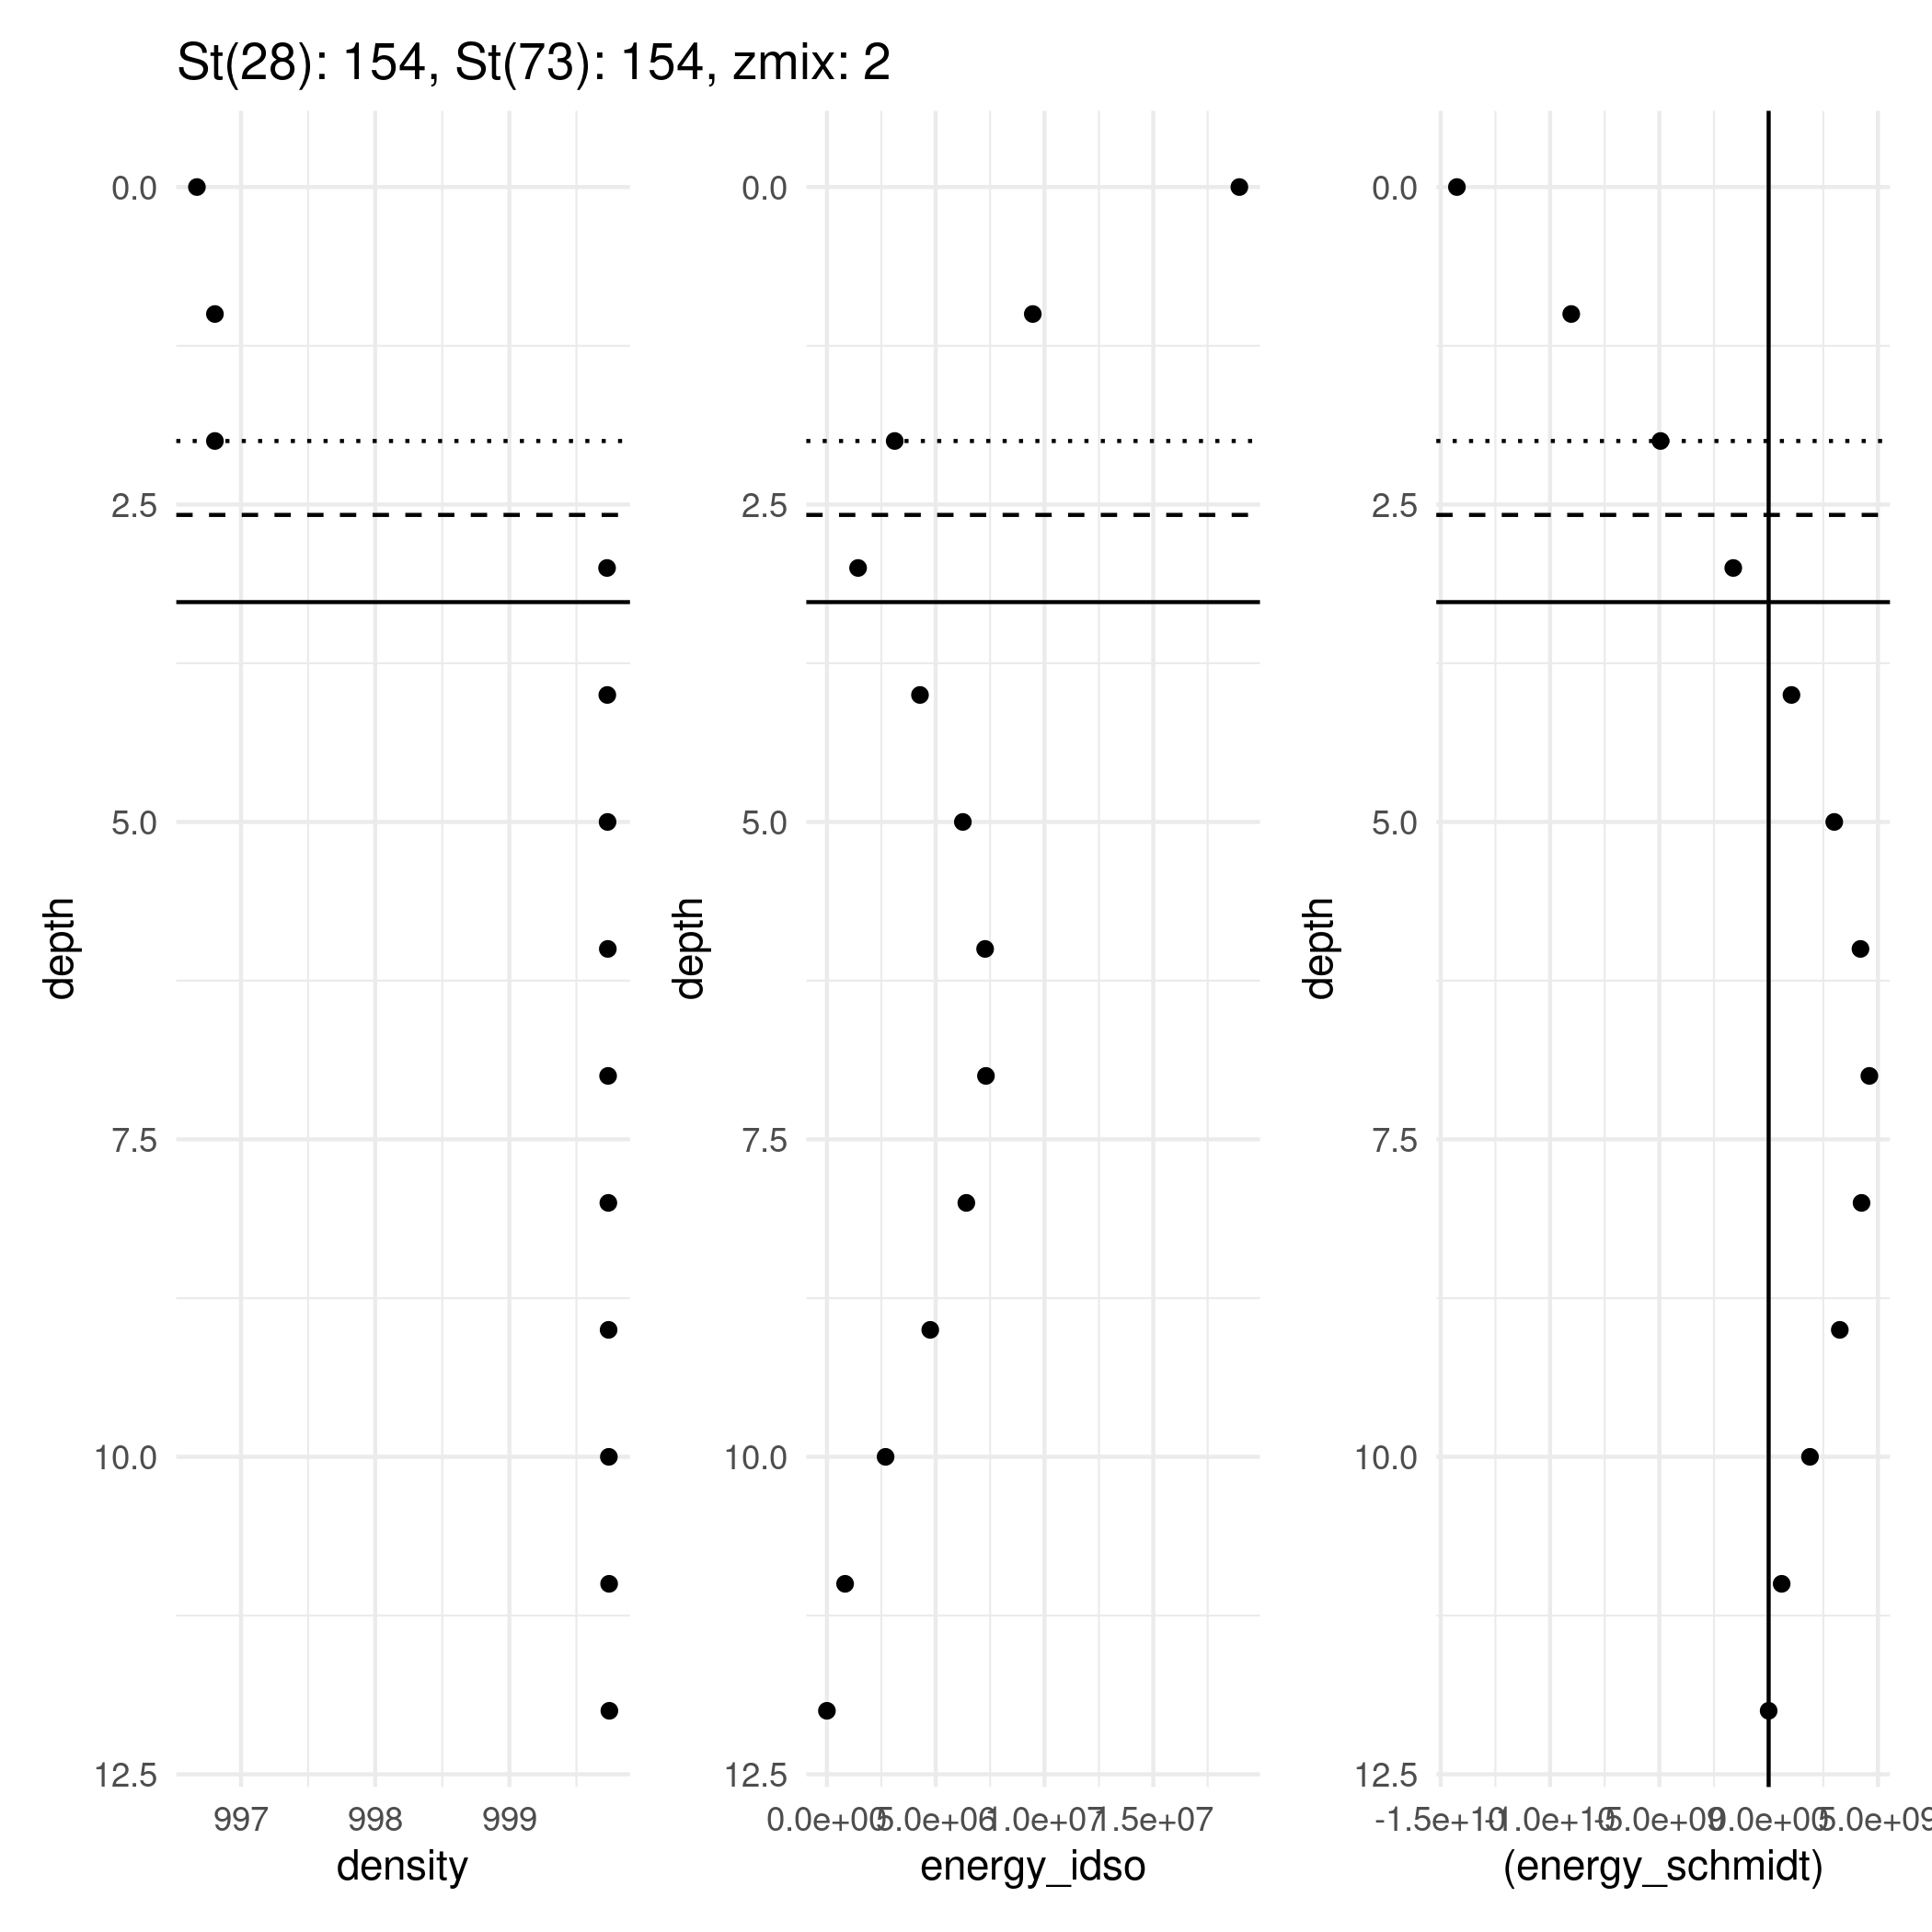 St(28): 154, St(73): 154, zmix: 2
0.0
2.5
5.0
7.5
10.0
12.5
depth
997 998 999
density
0.0
2.5
5.0
7.5
10.0
12.5
depth
0.0e+00 5.0e+06 1.0e+07 1.5e+07
energy_idso
0.0
2.5
5.0
7.5
10.0
12.5
depth
-1.5e+10 -1.0e+10 -5.0e+09 0.0e+00 5.0e+09
(energy_schmidt)